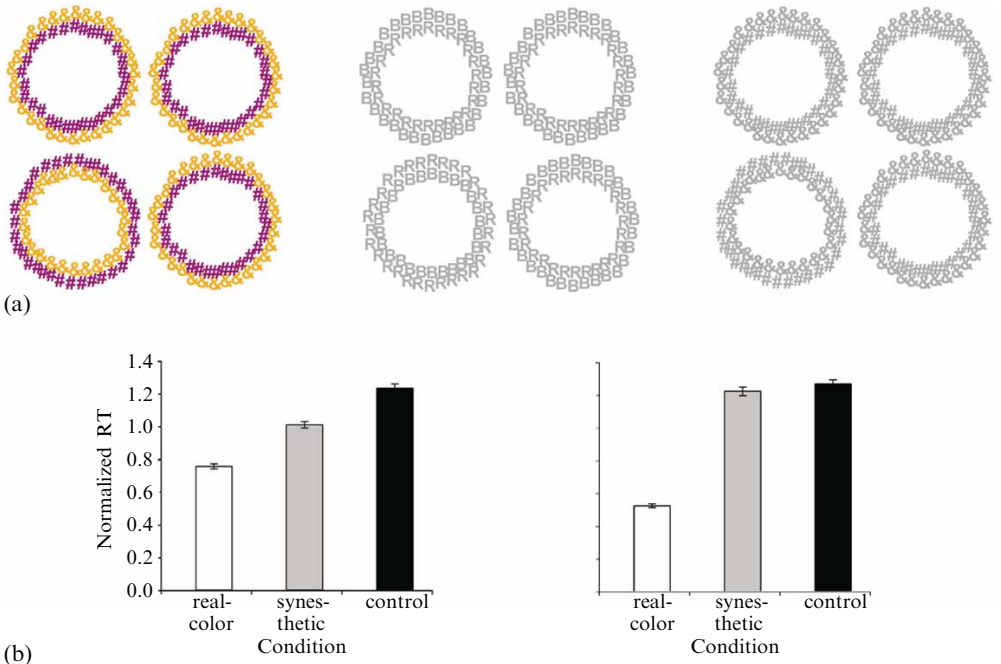 (a)
1.4
1.2
1.0
0.8
0.6
0.4
0.2
0.0
Normalized RT
real-
color
synes-
thetic
control
Condition
real-
color
synes-
thetic
control
Condition
(b)